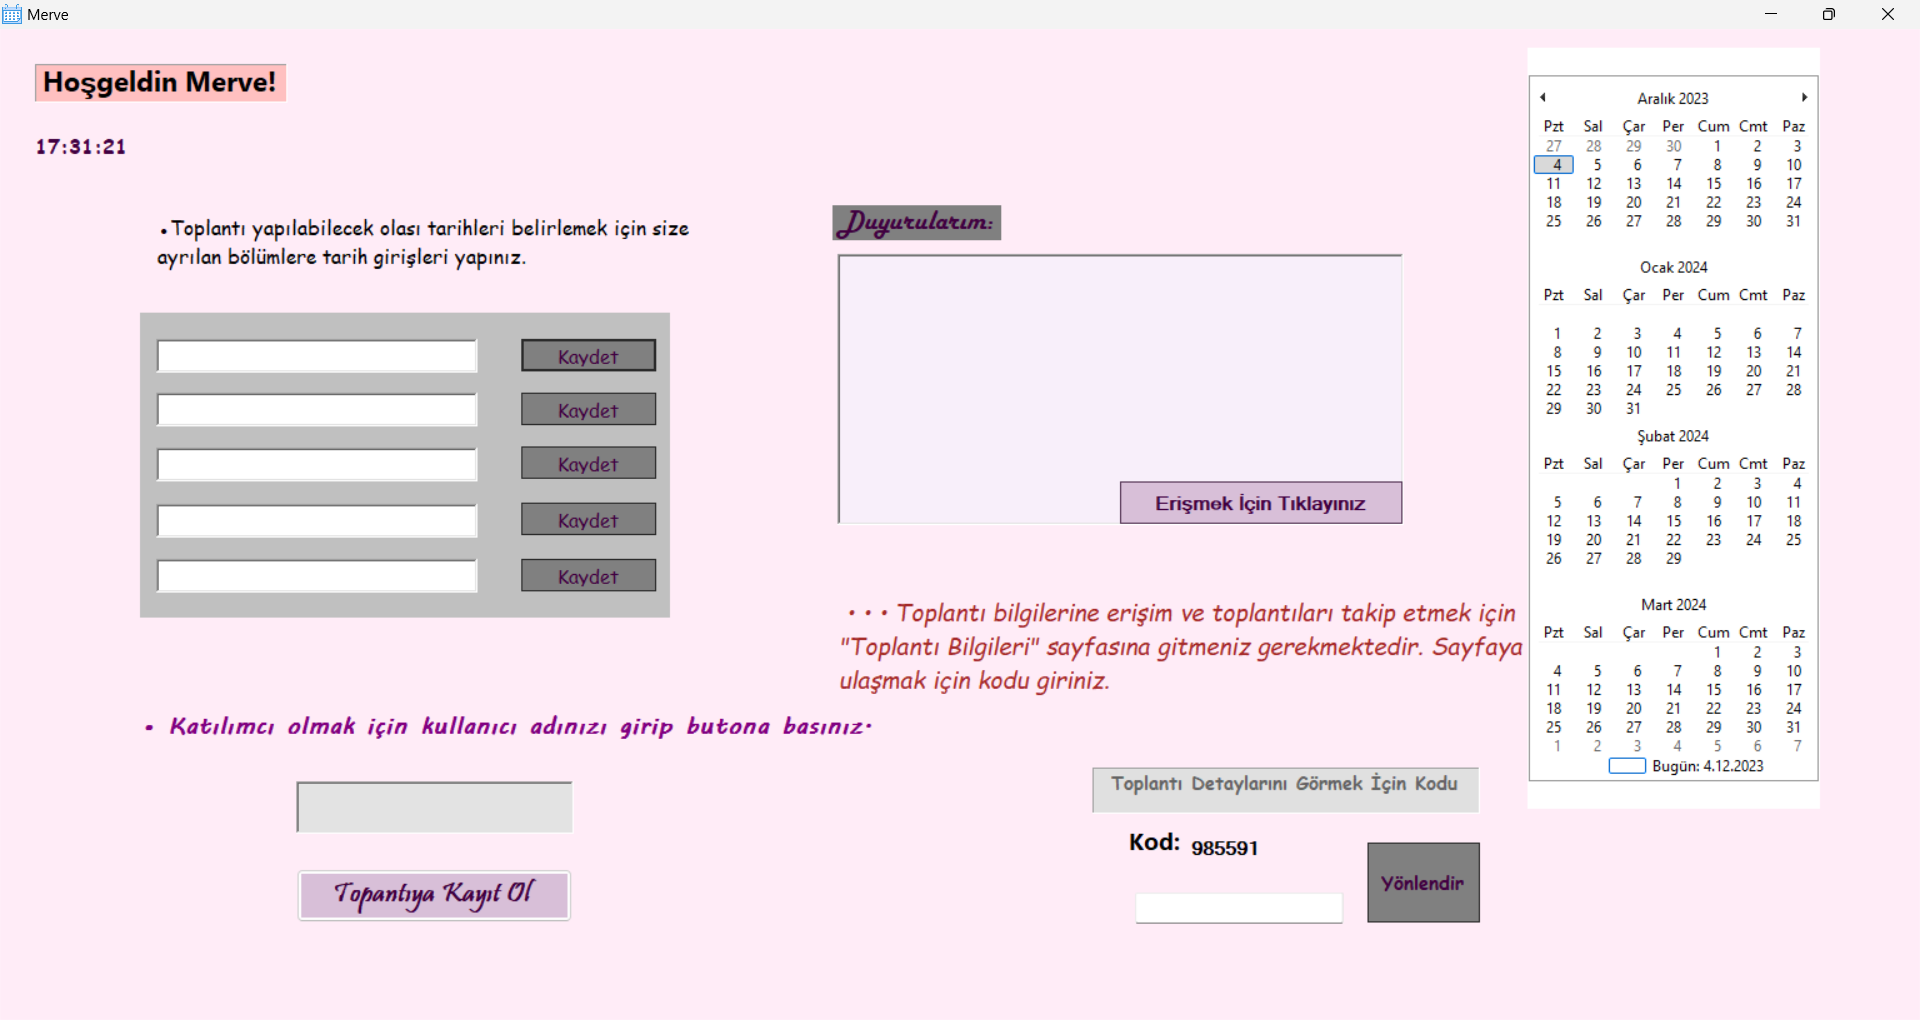 Merve
Hoşgeldin Merve!
17:31:21
•Toplantı yapılabilecek olası tarihleri belirlemek için size
ayrılan bölümlere tarih girişleri yapınız.
Kaydet
Kaydet
Kaydet
Kaydet
Kaydet
Duyurularım:
Erişmek İçin Tıklayınız
• • • Toplantı bilgilerine erişim ve toplantıları takip etmek için
"Toplantı Bilgileri" sayfasına gitmeniz gerekmektedir. Sayfaya
ulaşmak için kodu giriniz.
- Katılımcı olmak için kullanıcı adınızı girip butona basınız.
Topantıya Kayıt Ol
Toplantı Detaylarını Görmek İçin Kodu
Kod: 985591
Yönlendir
Aralık 2023
Pzt Sal Çar Per Cum Cmt Paz
27 28 29 30 1 2 3
4 5 6 7 8 9 10
11 12 13 14 15 16 17
18 19 20 21 22 23 24
25 26 27 28 29 30 31
Ocak 2024
Pzt Sal Çar Per Cum Cmt Paz
1 2 3 4 5 6 7
8 9 10 11 12 13 14
15 16 17 18 19 20 21
22 23 24 25 26 27 28
29 30 31
Şubat 2024
Pzt Sal Çar Per Cum Cmt Paz
1 2 3 4
5 6 7 8 9 10 11
12 13 14 15 16 17 18
19 20 21 22 23 24 25
26 27 28 29
Mart 2024
Pzt Sal Çar Per Cum Cmt Paz
1 2 3
4 5 6 7 8 9 10
11 12 13 14 15 16 17
18 19 20 21 22 23 24
25 26 27 28 29 30 31
1 2 3 4 5 6 7
Bugün: 4.12.2023